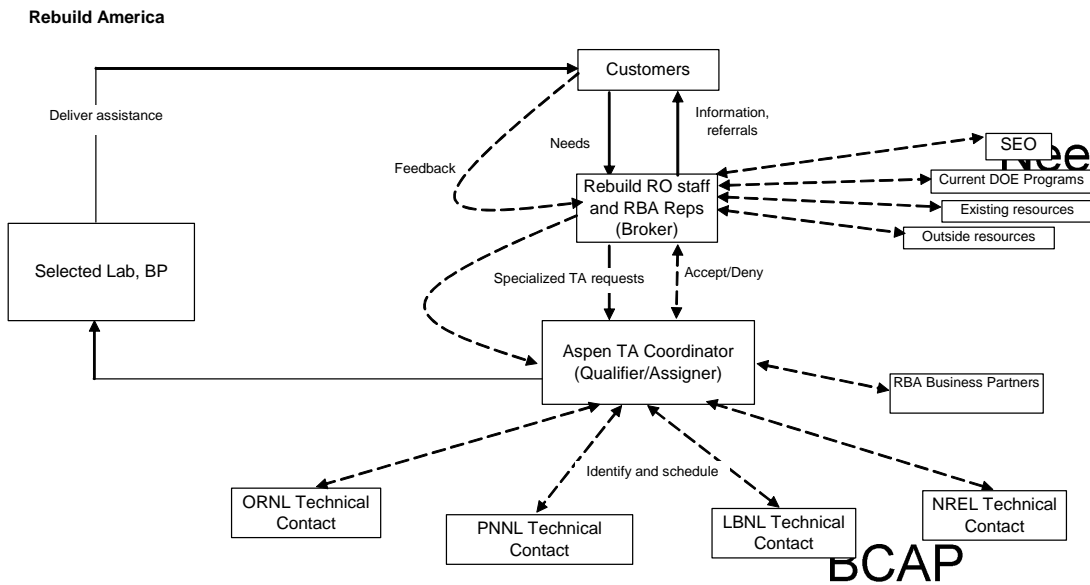 Rebuild America
Customers
Deliver assistance
Information,
referrals
Needs
Feedback
SEO
Nee
Current DOE Programs
Existing resources
Outside resources
Rebuild RO staff
and RBA Reps
(Broker)
Selected Lab, BP
Specialized TA requests
Accept/Deny
Aspen TA Coordinator
(Qualifier/Assigner)
RBA Business Partners
Identify and schedule
ORNL Technical
Contact
PNNL Technical
Contact
LBNL Technical
Contact
NREL Technical
Contact
BCAP